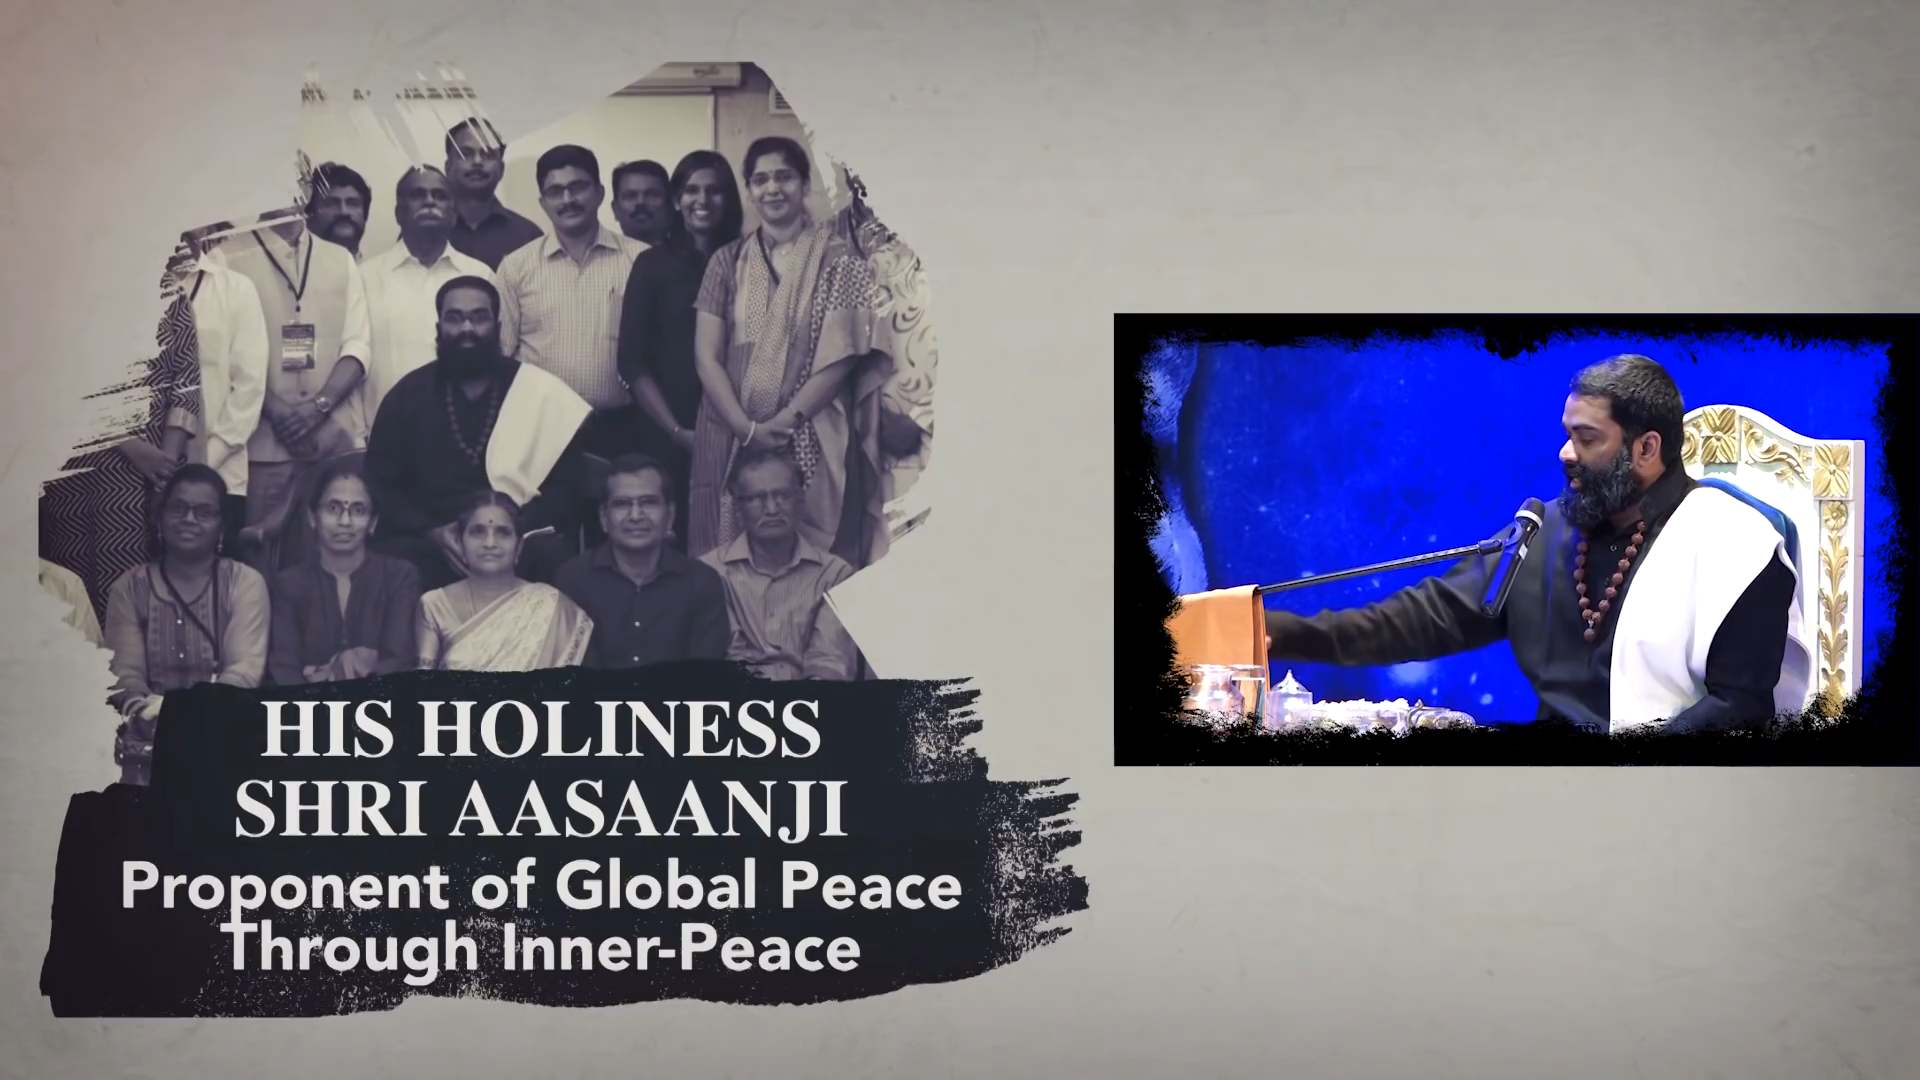 HIS HOLINESS
SHRI AASAANJI
Proponent of Global Peace
Through Inner-Peace